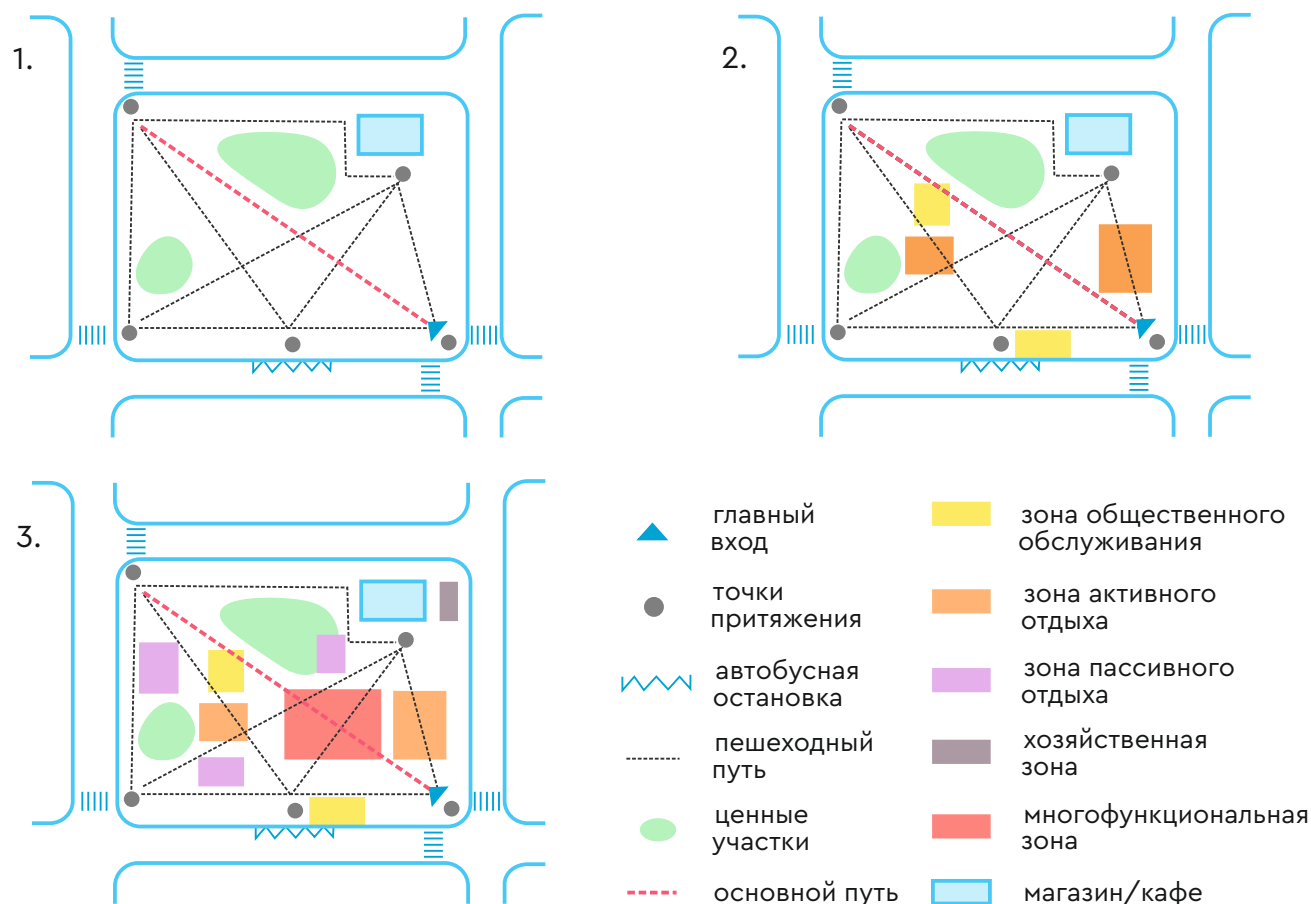 1.
2.
3.
главный
вход
точки
притяжения
автобусная
остановка
пешеходный
путь
ценные
участки
основной путь
зона общественного
обслуживания
зона активного
отдыха
зона пассивного
отдыха
хозяйственная
зона
многофункциональная
зона
магазин/кафе